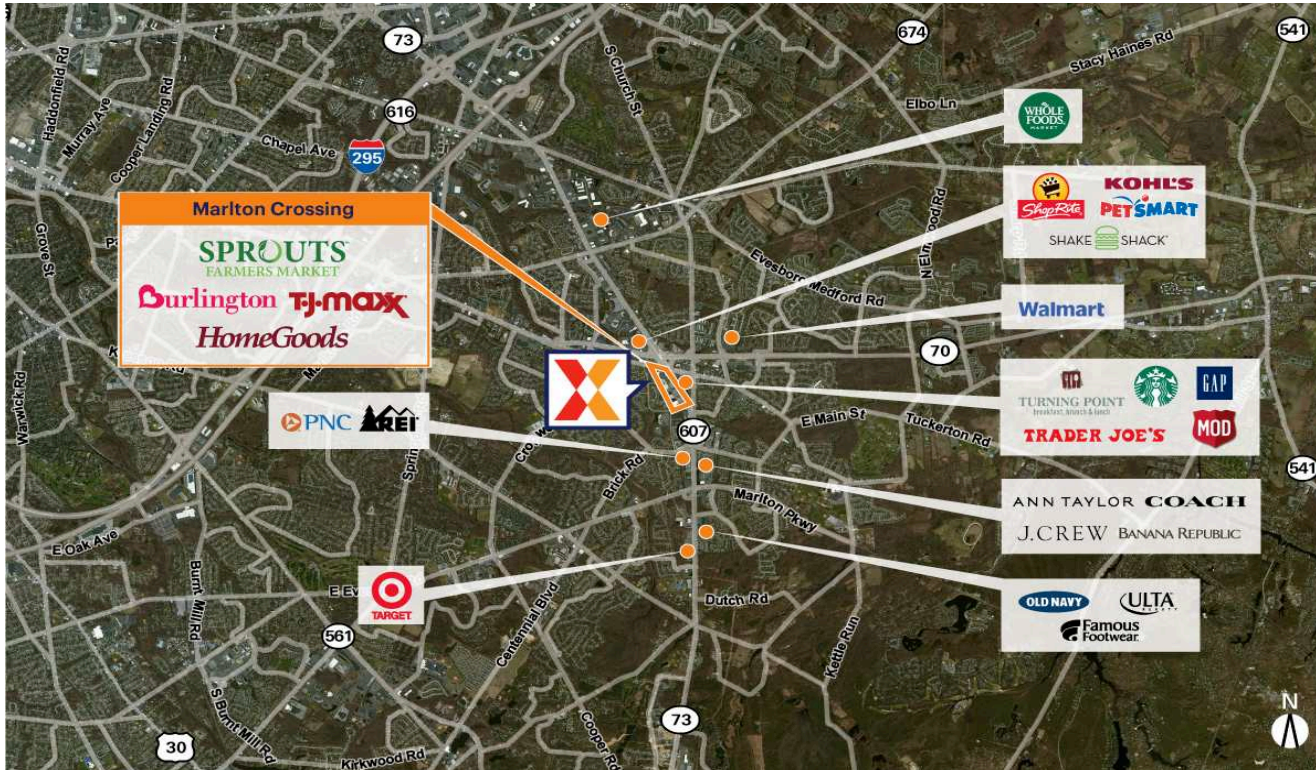 73
674
541
Stacy Haines Rd
Haddonfield Rd
Murray Ave
Cooper Landing Rd
S Church St
616
Elbo Ln
Chapel Ave
295
WHOLE
FOODS
MARKET
Marlton Crossing
SPROUTS
FARMERS MARKET
Burlington T·J·maxx
HomeGoods
ShopRite KOHL'S
PETSMART
SHAKE SHACK
Grove St
N Elmwood Rd
Evesboro Medford Rd
Walmart
70
Warwick Rd
PNC REI
TURNING POINT
breakfast, brunch & lunch
GAP
TRADER JOE'S MOD
607
E Main St
Tuckerton Rd
541
Brick Rd
Marlton Pkwy
ANN TAYLOR COACH
J.CREW BANANA REPUBLIC
E Oak Ave
Burnt Mill Rd
TARGET
Dutch Rd
OLD NAVY ULTA
BEAUTY
Famous
Footwear
561
Centennial Blvd
Kettle Run
S Burnt Mill Rd
30
Kirkwood Rd
Cooper Rd
73
N